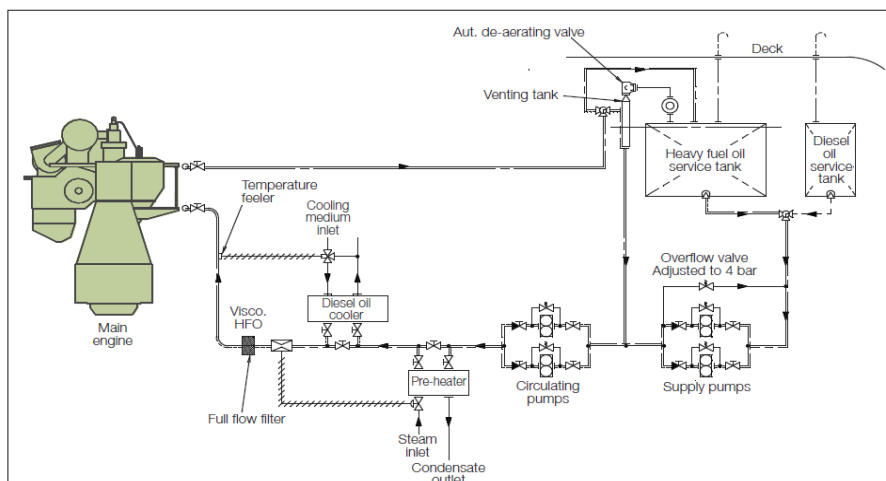 Aut. de-aerating valve
Deck
Venting tank
Heavy fuel oil
service tank
Diesel
oil
service
tank
Temperature
feeler
Cooling
medium
inlet
Overflow valve
Adjusted to 4 bar
Diesel oil
cooler
Visco.
HFO
Main
engine
Pre-heater
Circulating
pumps
Supply pumps
Full flow filter
Steam
inlet
Condensate
outlet